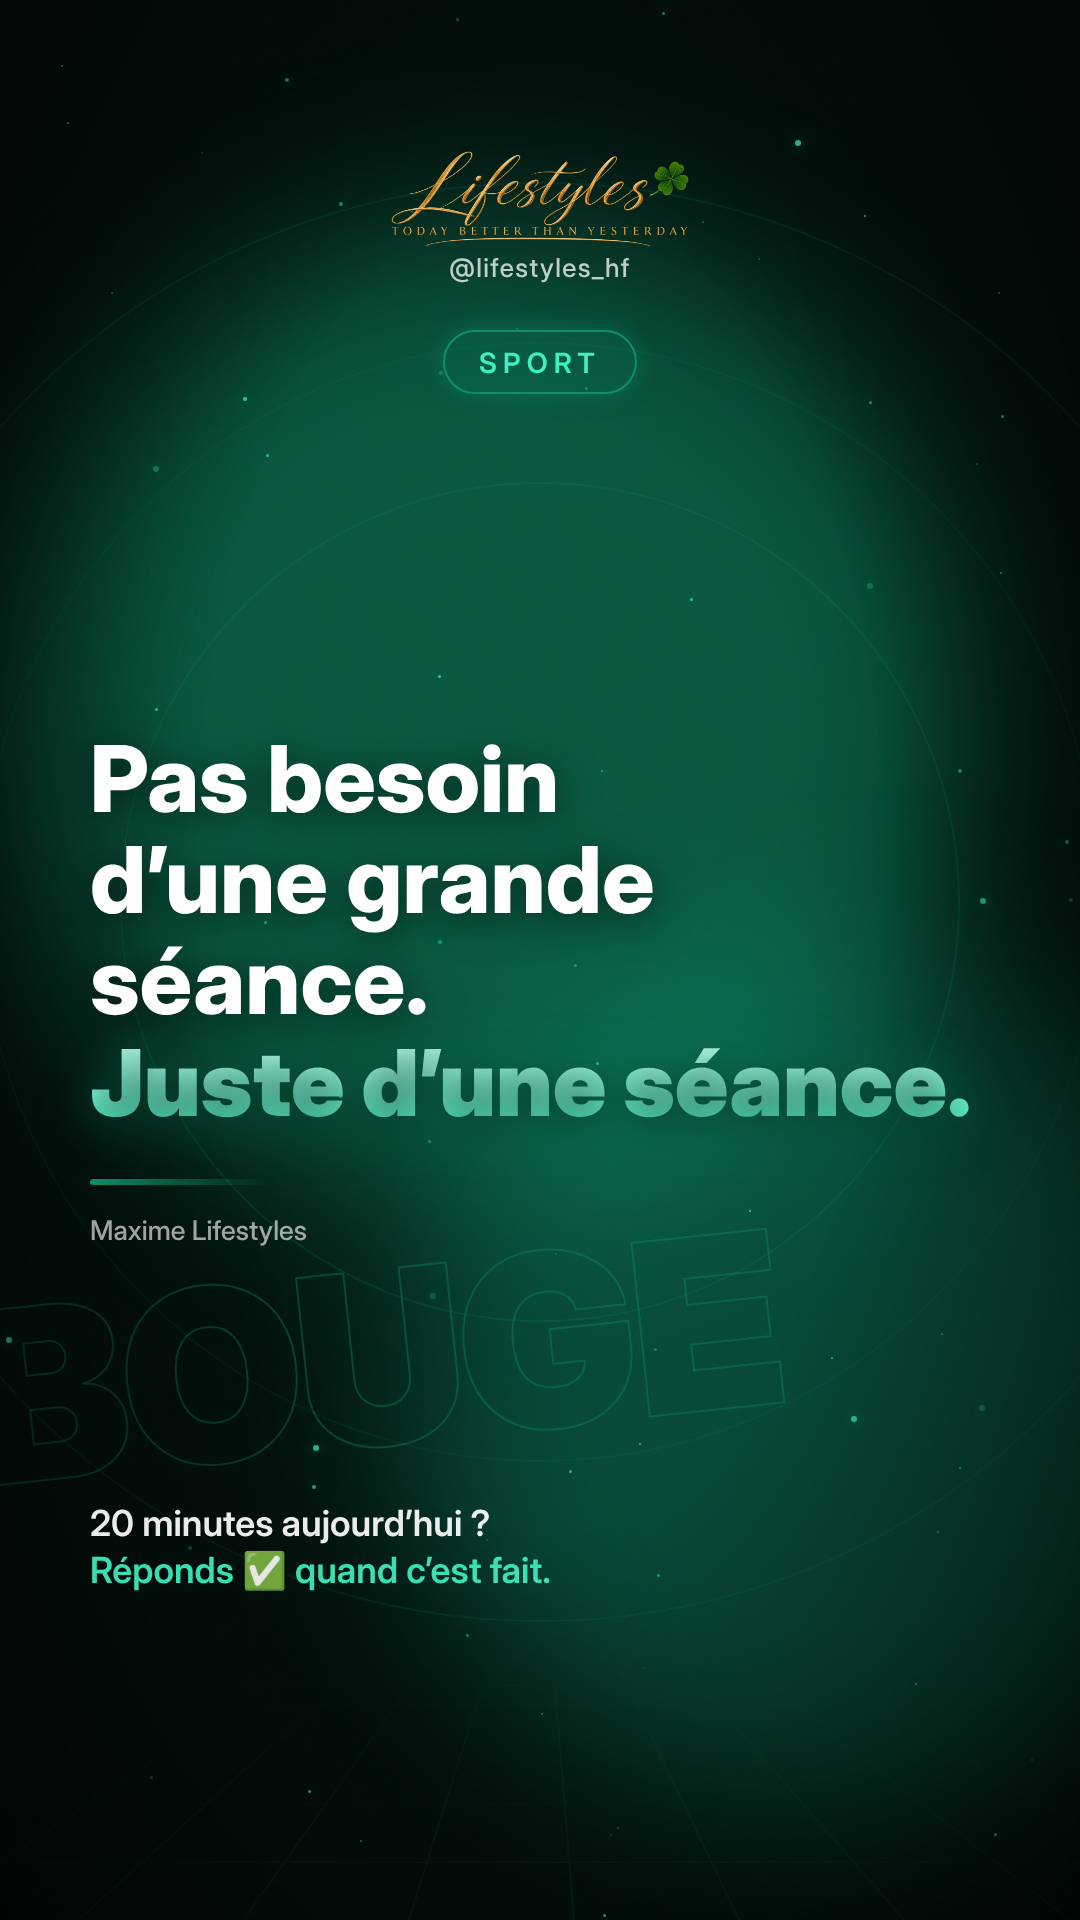 Lifestyles
TODAY BETTER THAN YESTERDAY
@lifestyles_hf
SPORT
Pas besoin
d’une grande
séance.
Juste d’une séance.
Maxime Lifestyles
BOUGE
20 minutes aujourd’hui ?
Réponds ✅ quand c’est fait.